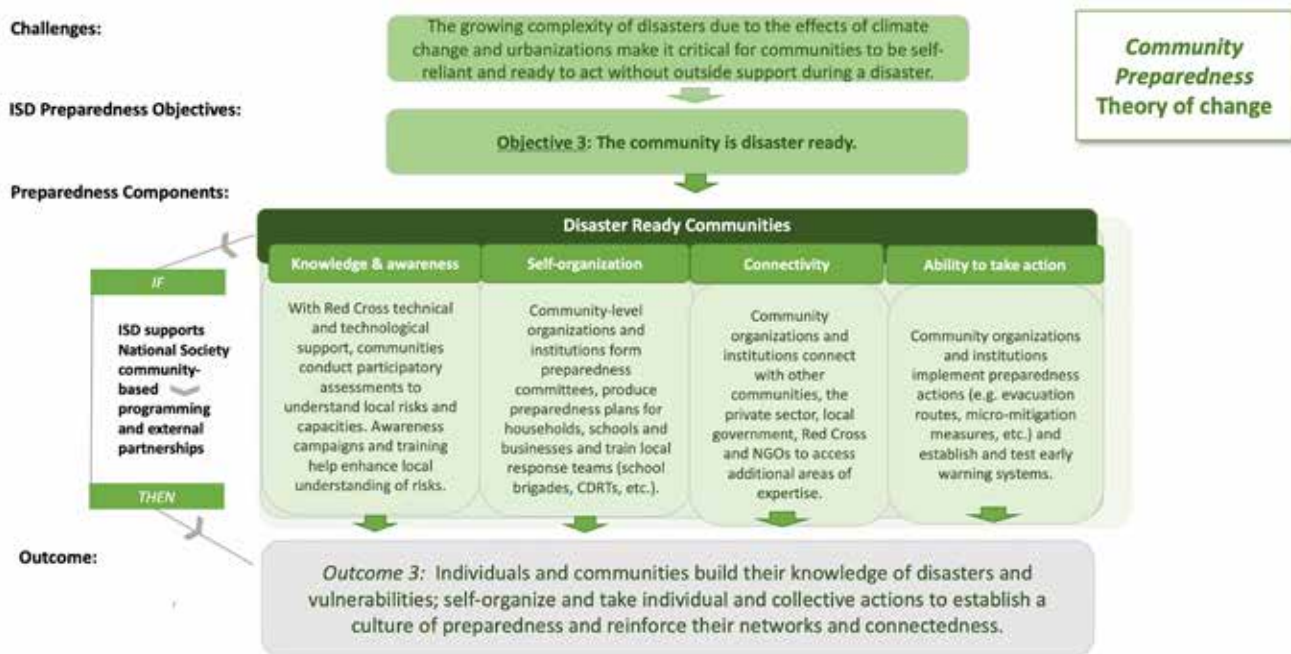 Challenges:
The growing complexity of disasters due to the effects of climate
change and urbanizations make it critical for communities to be self-
reliant and ready to act without outside support during a disaster.
Community
Preparedness
Theory of change
ISD Preparedness Objectives:
Objective 3: The community is disaster ready.
Preparedness Components:
Disaster Ready Communities
IF
ISD supports
National Society
community-
based
programming
and external
partnerships
THEN
Knowledge & awareness
With Red Cross technical
and technological
support, communities
conduct participatory
assessments to
understand local risks and
capacities. Awareness
campaigns and training
help enhance local
understanding of risks.
Self-organization
Community-level
organizations and
institutions form
preparedness
committees, produce
preparedness plans for
households, schools and
businesses and train local
response teams (school
brigades, CDRTs, etc.).
Connectivity
Community
organizations and
institutions connect
with other
communities, the
private sector, local
government, Red Cross
and NGOs to access
additional areas of
expertise.
Ability to take action
Community organizations
and institutions
implement preparedness
actions (e.g. evacuation
routes, micro-mitigation
measures, etc.) and
establish and test early
warning systems.
Outcome:
Outcome 3: Individuals and communities build their knowledge of disasters and
vulnerabilities; self-organize and take individual and collective actions to establish a
culture of preparedness and reinforce their networks and connectedness.